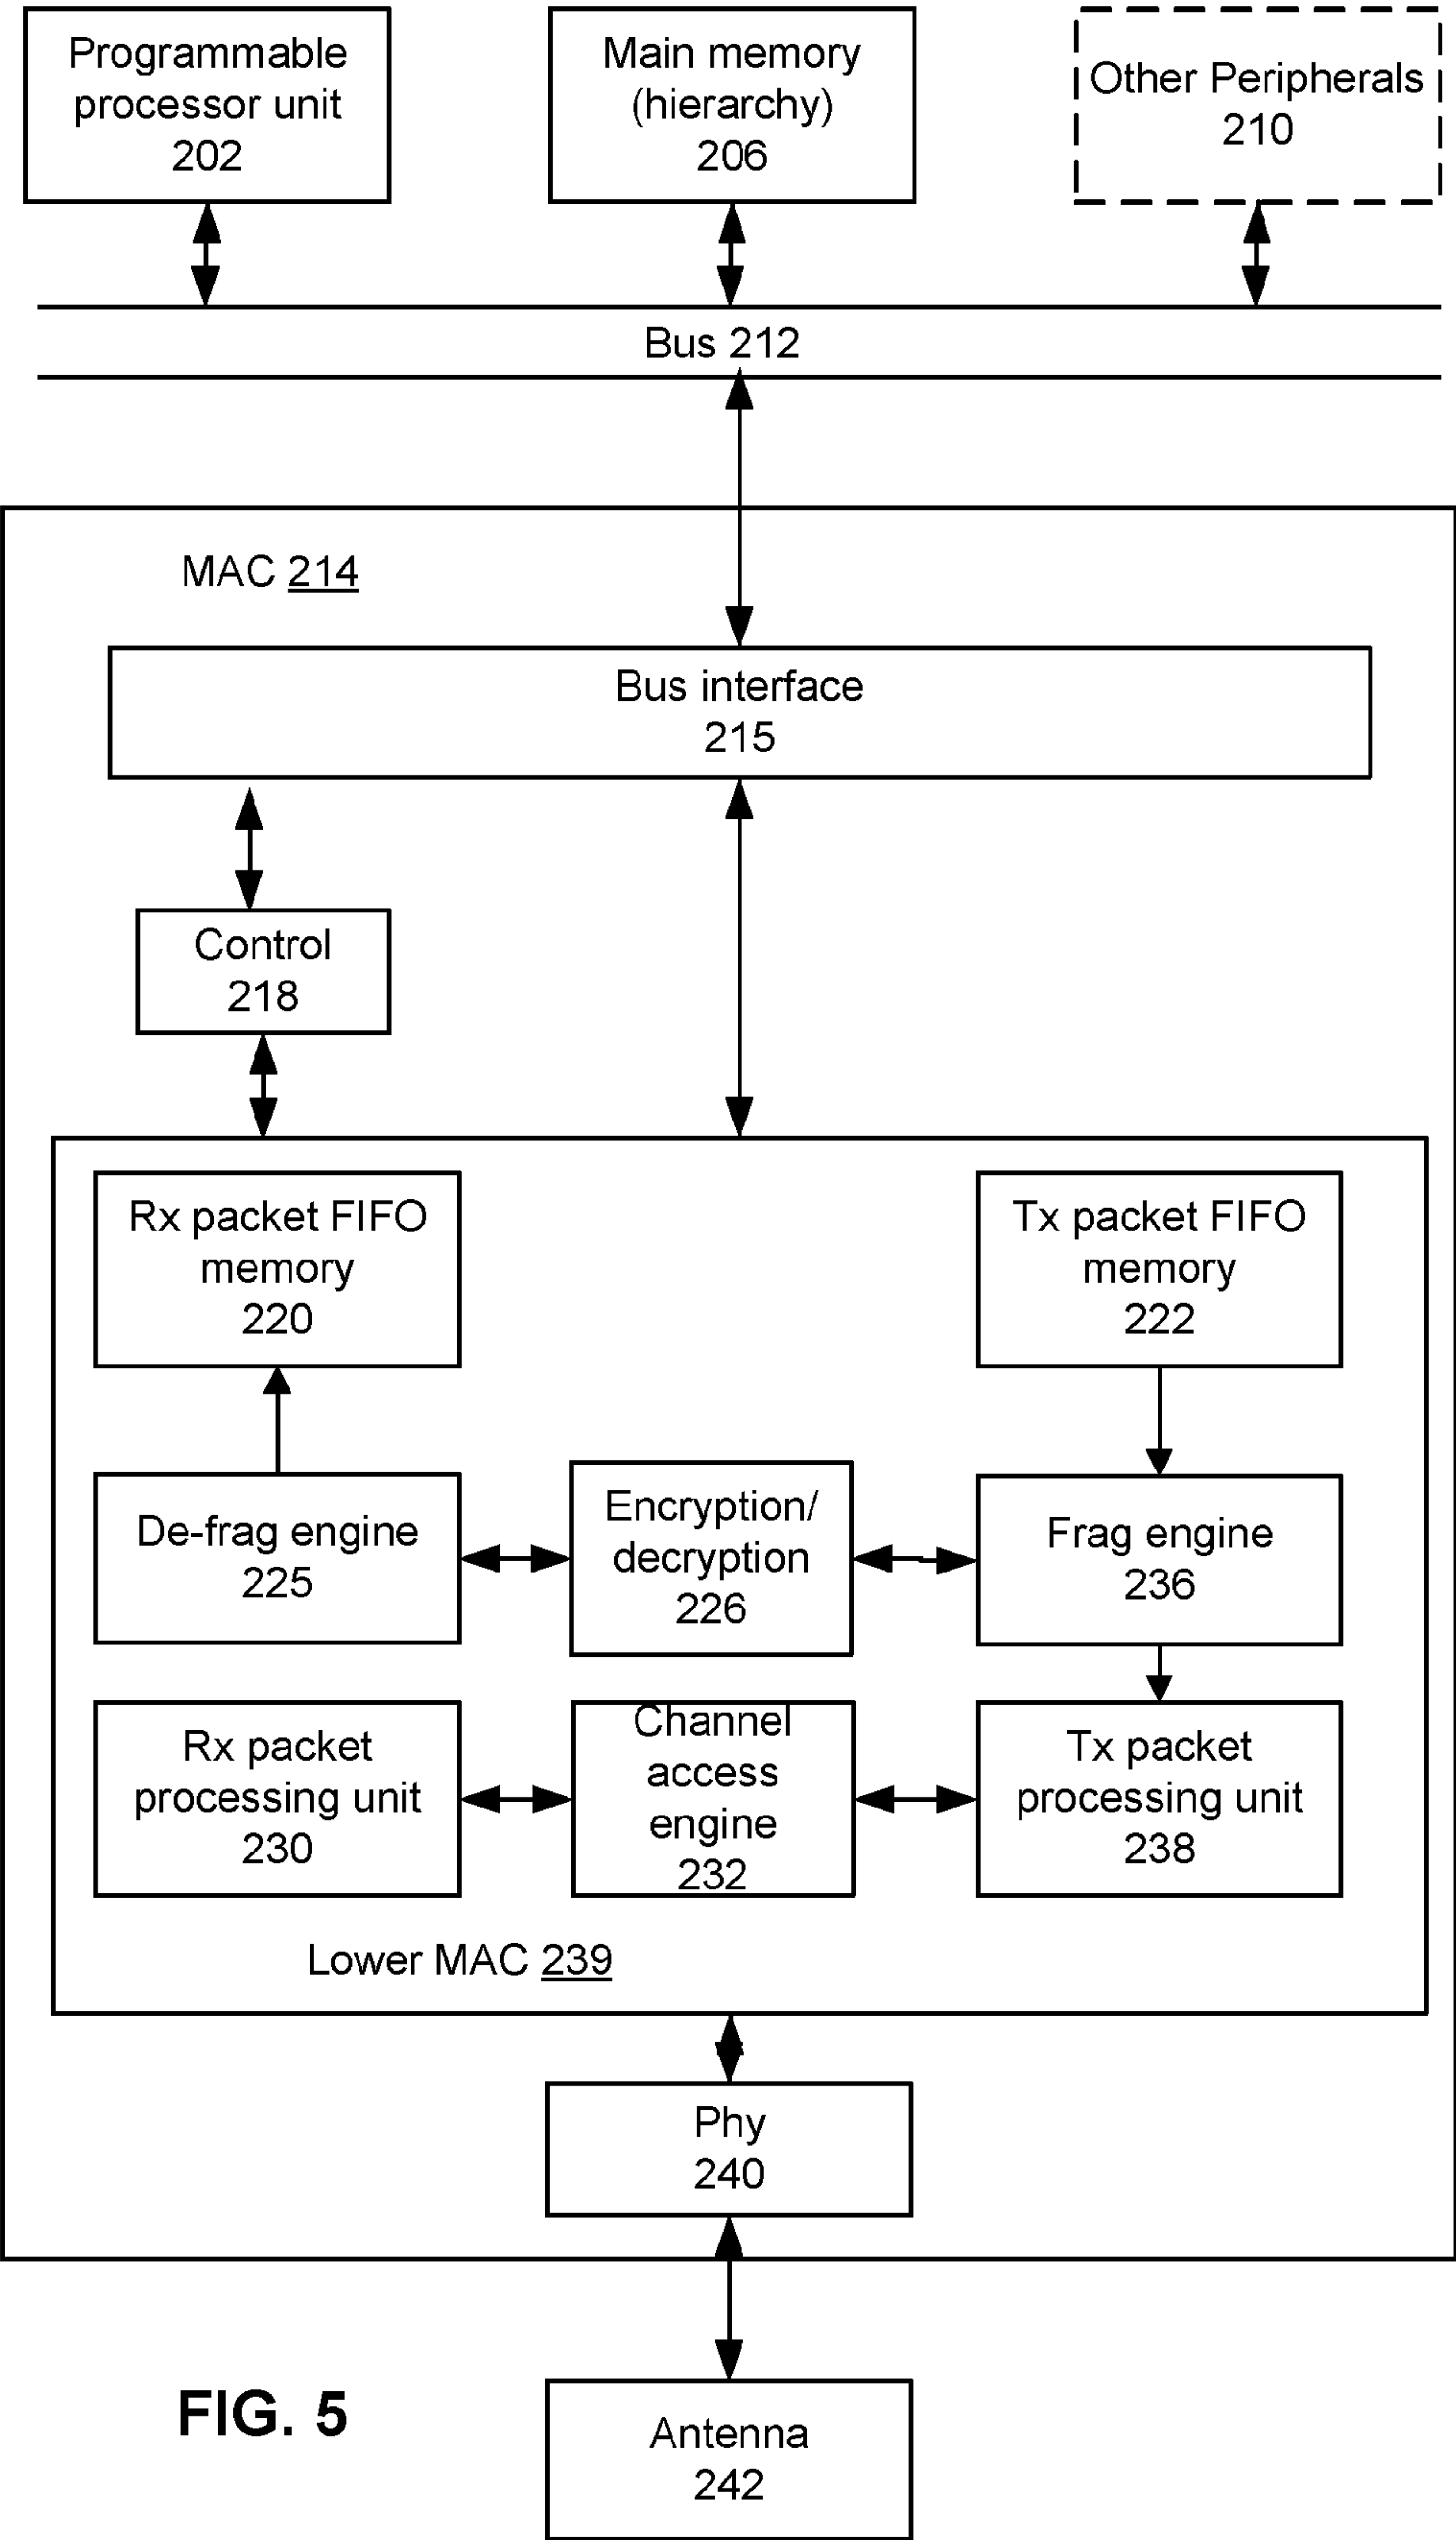 Programmable
processor unit
202
Main memory
(hierarchy)
206
Other Peripherals
210
Bus 212
MAC 214
Bus interface
215
Control
218
Rx packet FIFO
memory
220
Tx packet FIFO
memory
222
De-frag engine
225
Encryption/
decryption
226
Frag engine
236
Rx packet
processing unit
230
Channel
access
engine
232
Tx packet
processing unit
238
Lower MAC 239
Phy
240
FIG. 5
Antenna
242